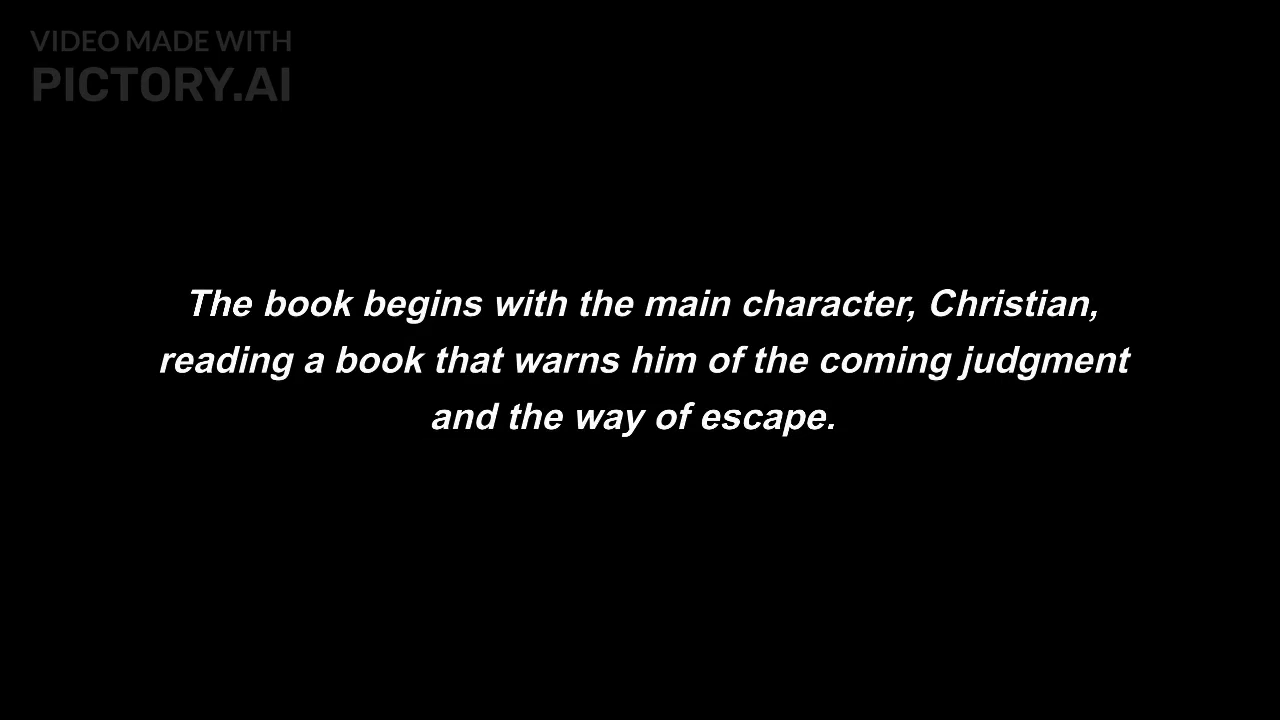 VIDEO MADE WITH
PICTORY.AI
The book begins with the main character, Christian,
reading a book that warns him of the coming judgment
and the way of escape.